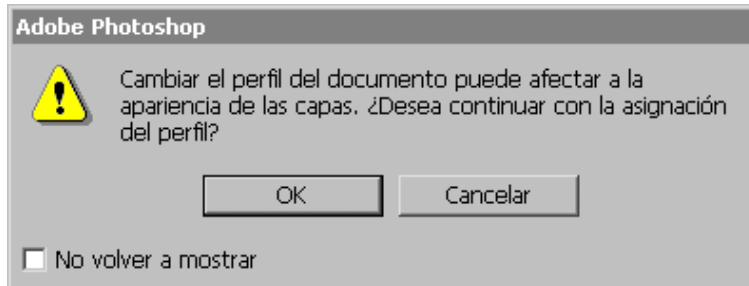 Adobe Photoshop
Cambiar el perfil del documento puede afectar a la
apariencia de las capas. ¿Desea continuar con la asignación
del perfil?
OK
Cancelar
No volver a mostrar